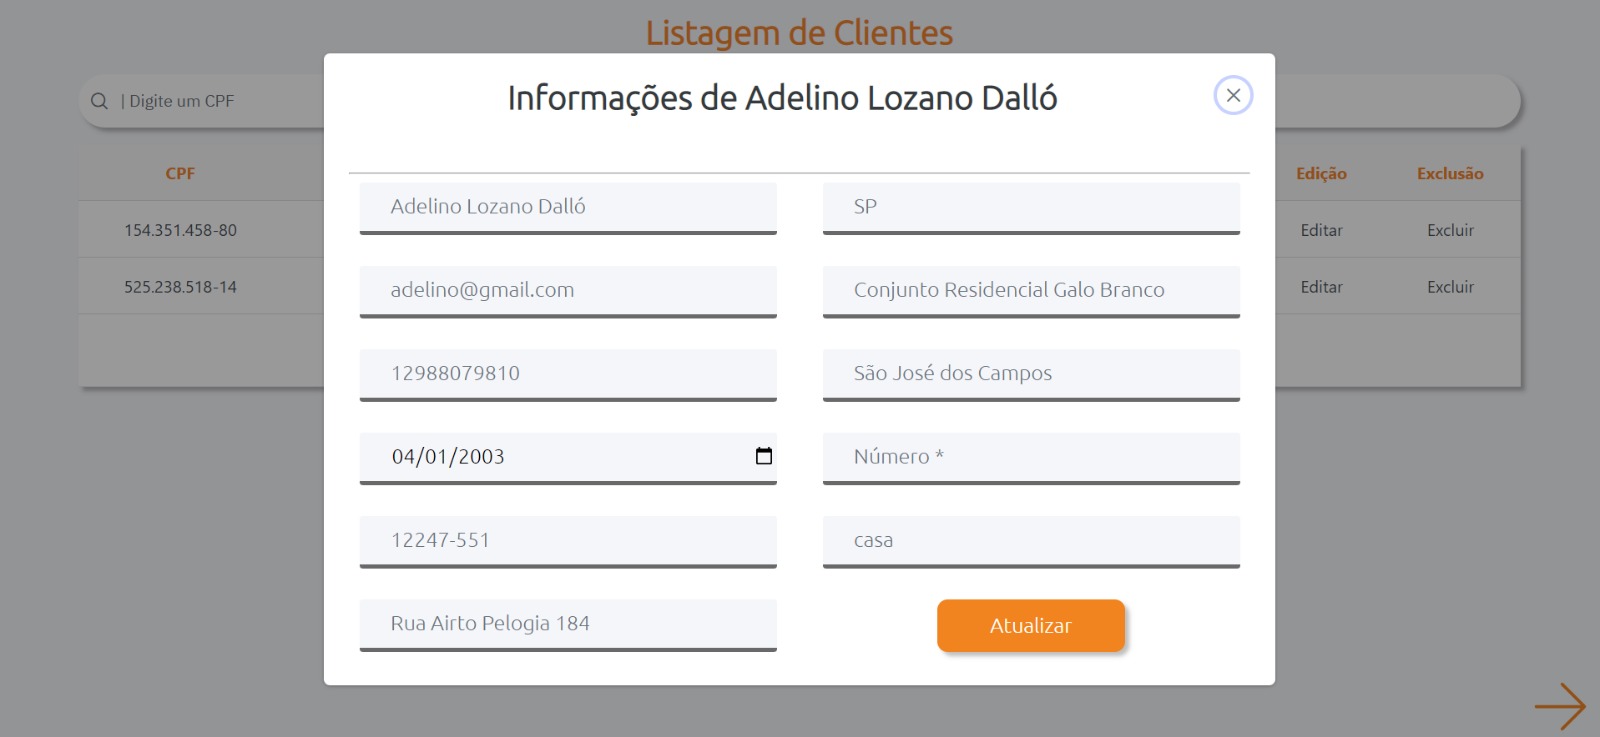 Listagem de Clientes
Informações de Adelino Lozano Dalló
| Digite um CPF
CPF Edição Exclusão
154.351.458-80 Editar Excluir
525.238.518-14 Editar Excluir
Adelino Lozano Dalló
SP
adelino@gmail.com
Conjunto Residencial Galo Branco
12988079810
São José dos Campos
04/01/2003
Número *
12247-551
casa
Rua Airto Pelogia 184
Atualizar